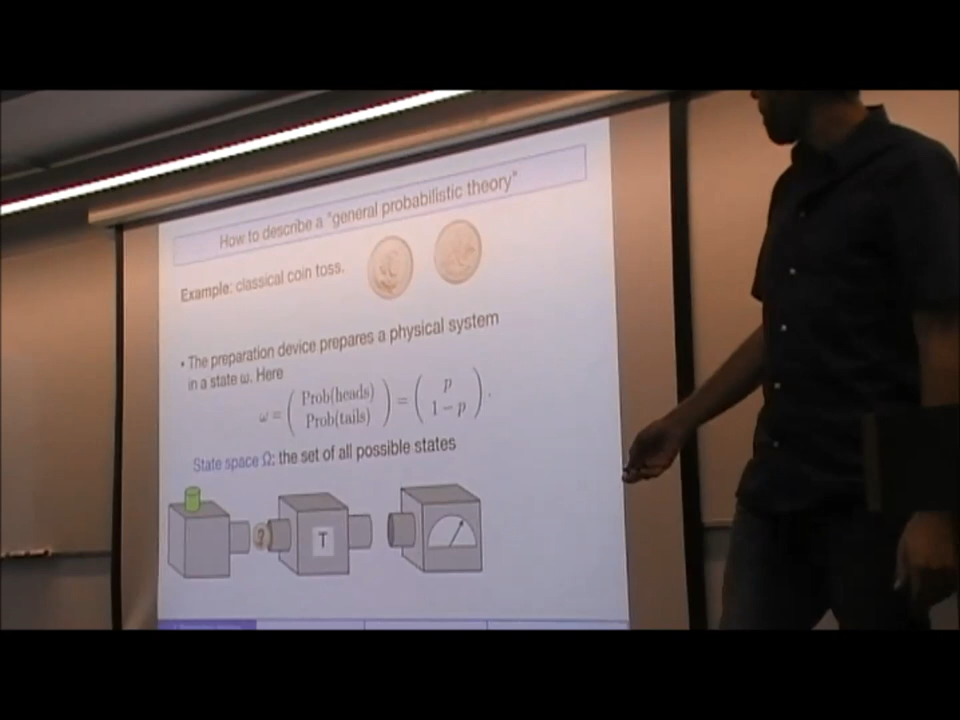 How to describe a "general probabilistic theory"
Example: classical coin toss.
• The preparation device prepares a physical system
in a state ω. Here
ω = ( Prob(heads) Prob(tails) ) = ( p 1 − p ).
State space Ω: the set of all possible states
?
T